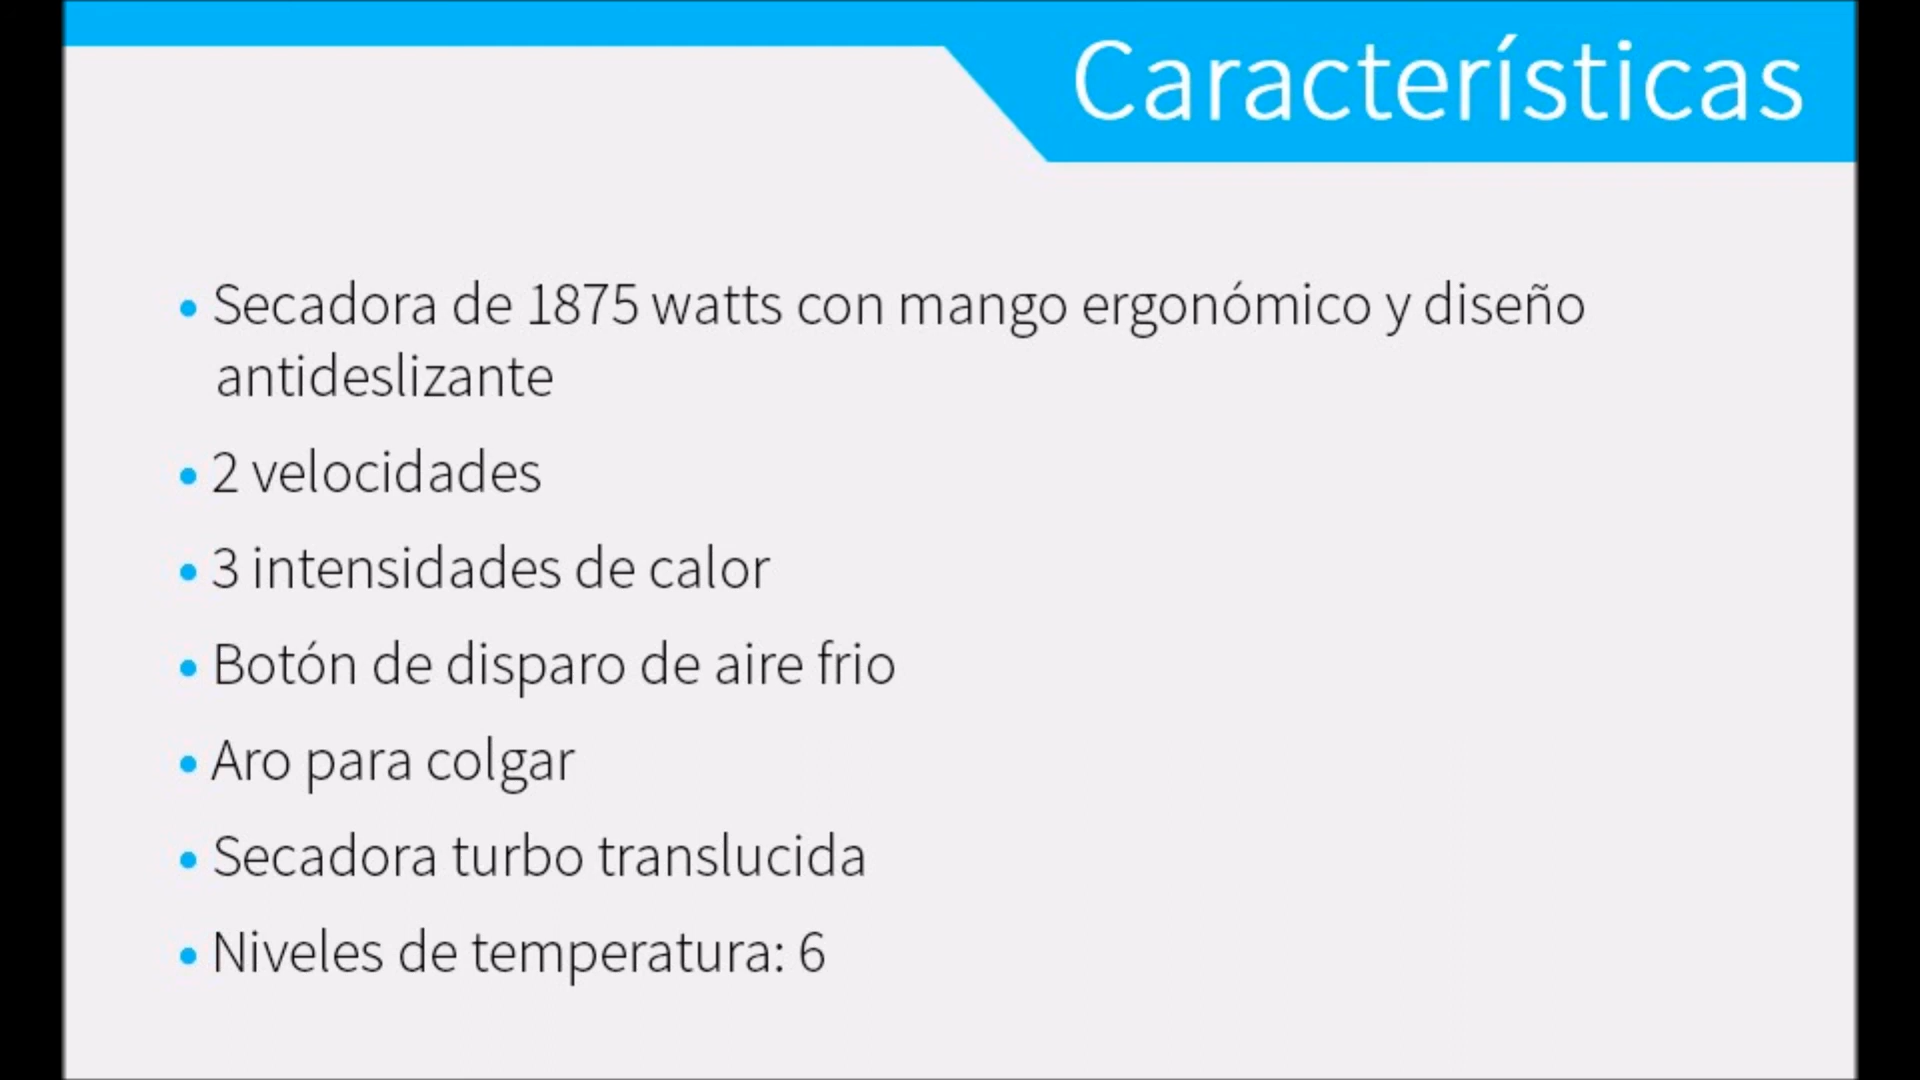 Características
• Secadora de 1875 watts con mango ergonómico y diseño
antideslizante
• 2 velocidades
• 3 intensidades de calor
• Botón de disparo de aire frio
• Aro para colgar
• Secadora turbo translucida
• Niveles de temperatura: 6